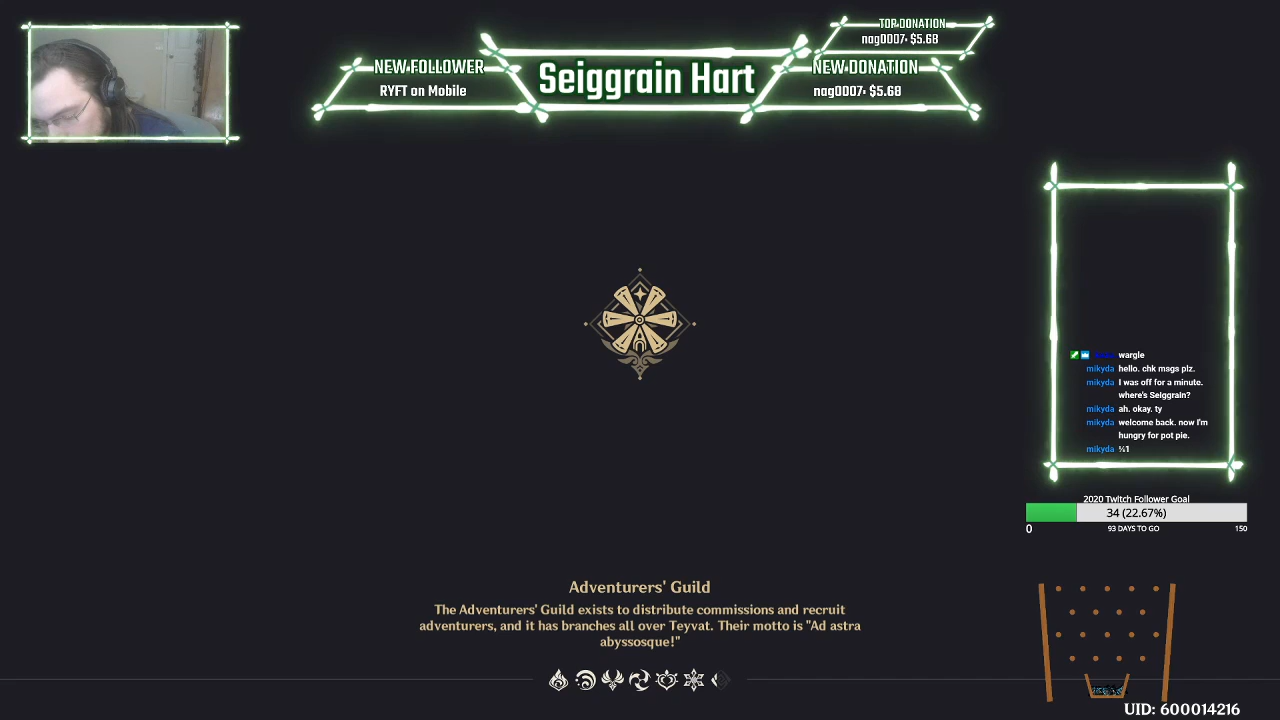 TOP DONATION
nag0007: $5.68
NEW FOLLOWER
RYFT on Mobile
Seiggrain Hart
NEW DONATION
nag0007: $5.68
wargle
mikyda hello. chk msgs plz.
mikyda I was off for a minute.
where's Seiggrain?
mikyda ah. okay. ty
mikyda welcome back. now I'm
hungry for pot pie.
mikyda
2020 Twitch Follower Goal
34 (22.67%)
0
93 DAYS TO GO
150
Adventurers' Guild
The Adventurers' Guild exists to distribute commissions and recruit
adventurers, and it has branches all over Teyvat. Their motto is "Ad astra
abyssosque!"
UID: 600014216